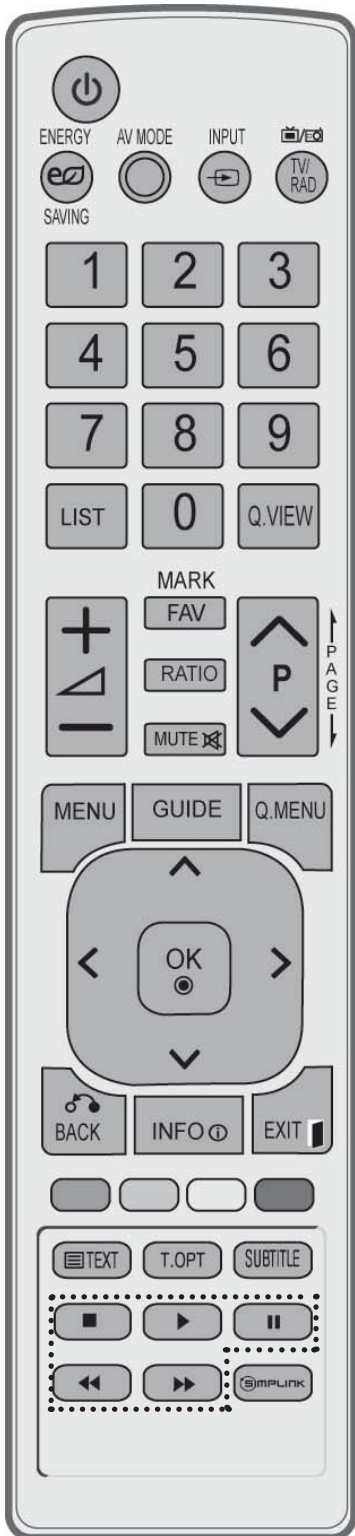 ENERGY AV MODE INPUT
TV/
RAD
SAVING
1 2 3
4 5 6
7 8 9
LIST 0 Q.VIEW
MARK
FAV
RATIO
MUTE
P
PAGE
MENU GUIDE Q.MENU
OK
BACK INFO EXIT
TEXT T.OPT SUBTITLE
SIMPLINK